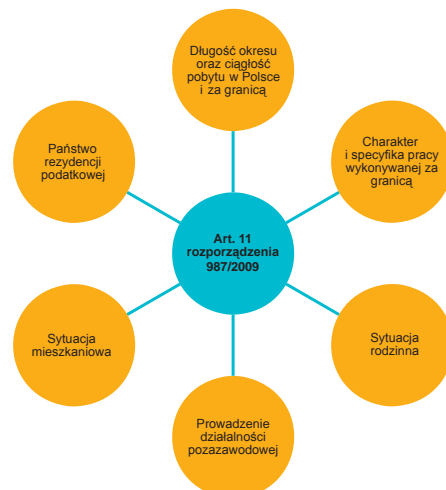 Długość okresu
oraz ciągłość
pobytu w Polsce
i za granicą
Państwo
rezydencji
podatkowej
Charakter
i specyfika pracy
wykonywanej za
granicą
Art. 11
rozporządzenia
987/2009
Sytuacja
mieszkaniowa
Sytuacja
rodzinna
Prowadzenie
działalności
pozazawodowej